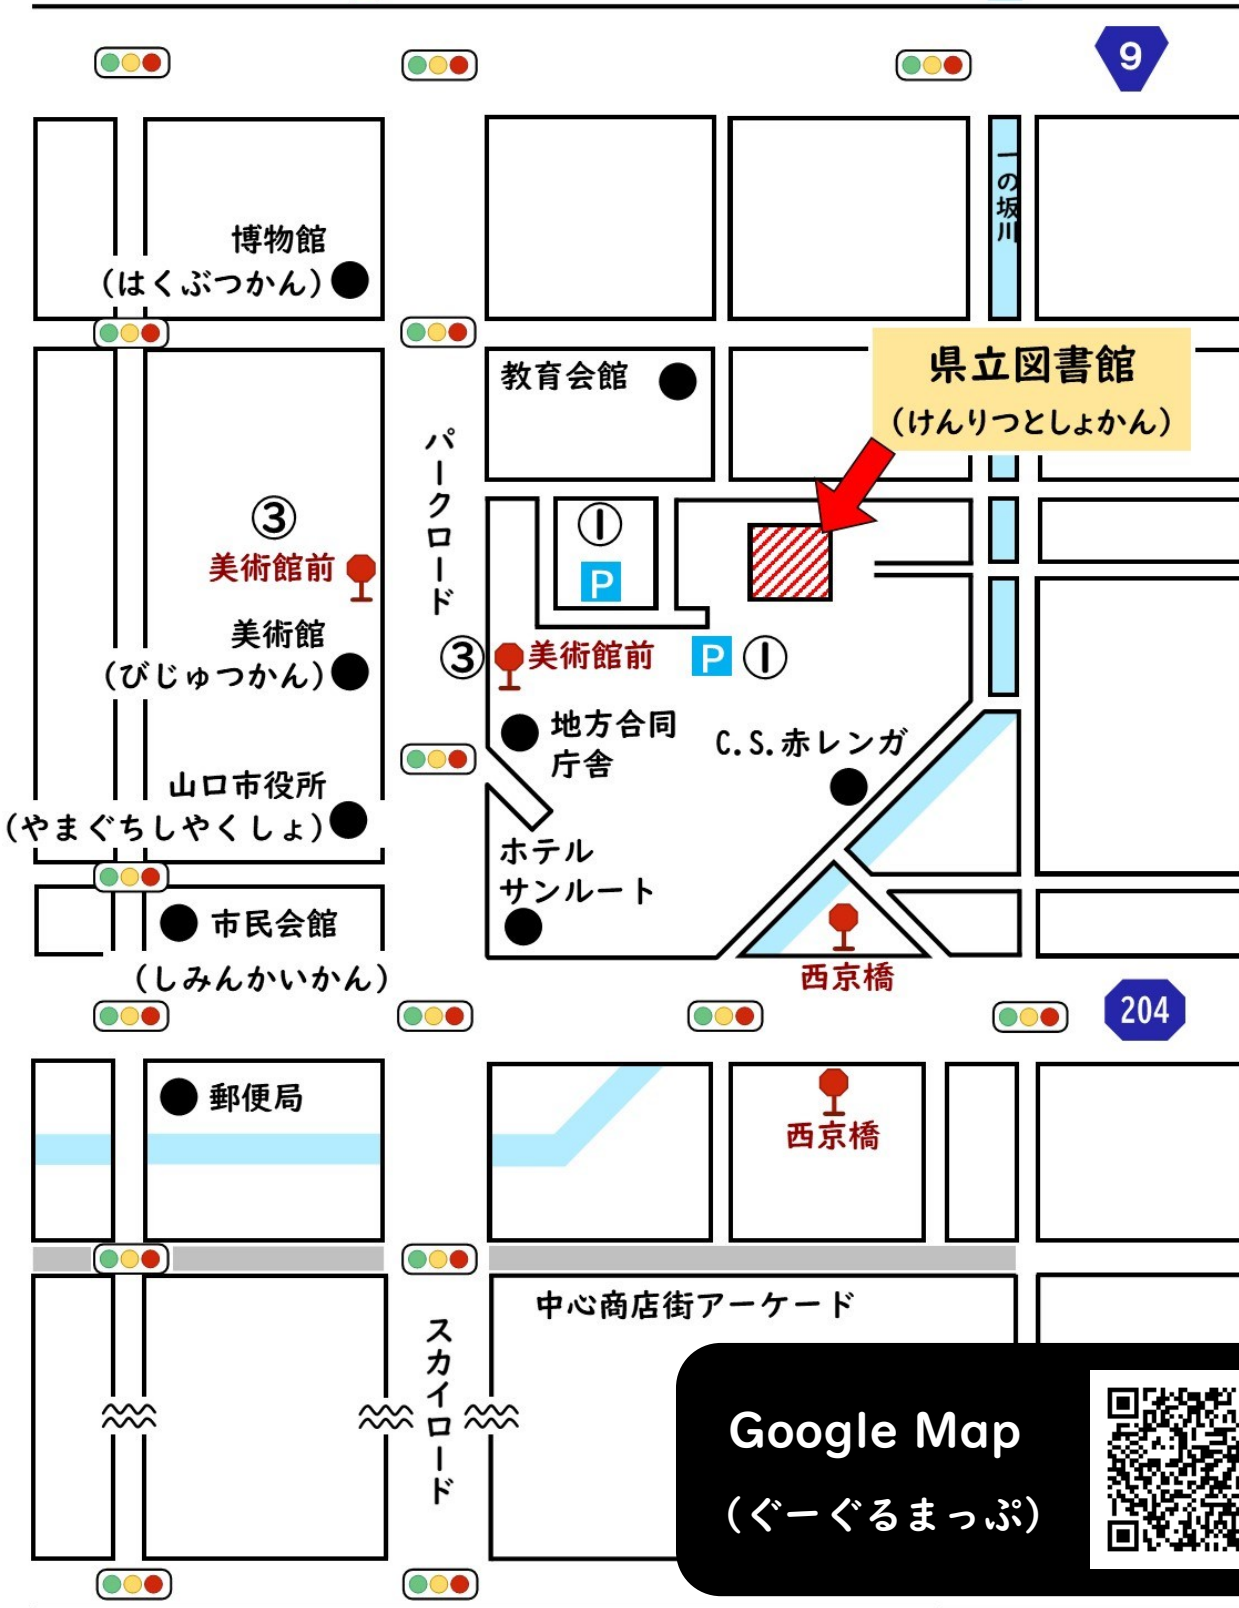 9
一の坂川
博物館
（はくぶつかん）
県立図書館
（けんりつとしょかん）
教育会館
パークロード
③
美術館前
①
P
美術館
（びじゅつかん）
③
美術館前
P
①
地方合同
庁舎
C.S.赤レンガ
山口市役所
（やまぐちしやくしょ）
ホテル
サンルート
市民会館
（しみんかいかん）
西京橋
204
郵便局
西京橋
中心商店街アーケード
スカイロード
Google Map
（ぐーぐるまっぷ）